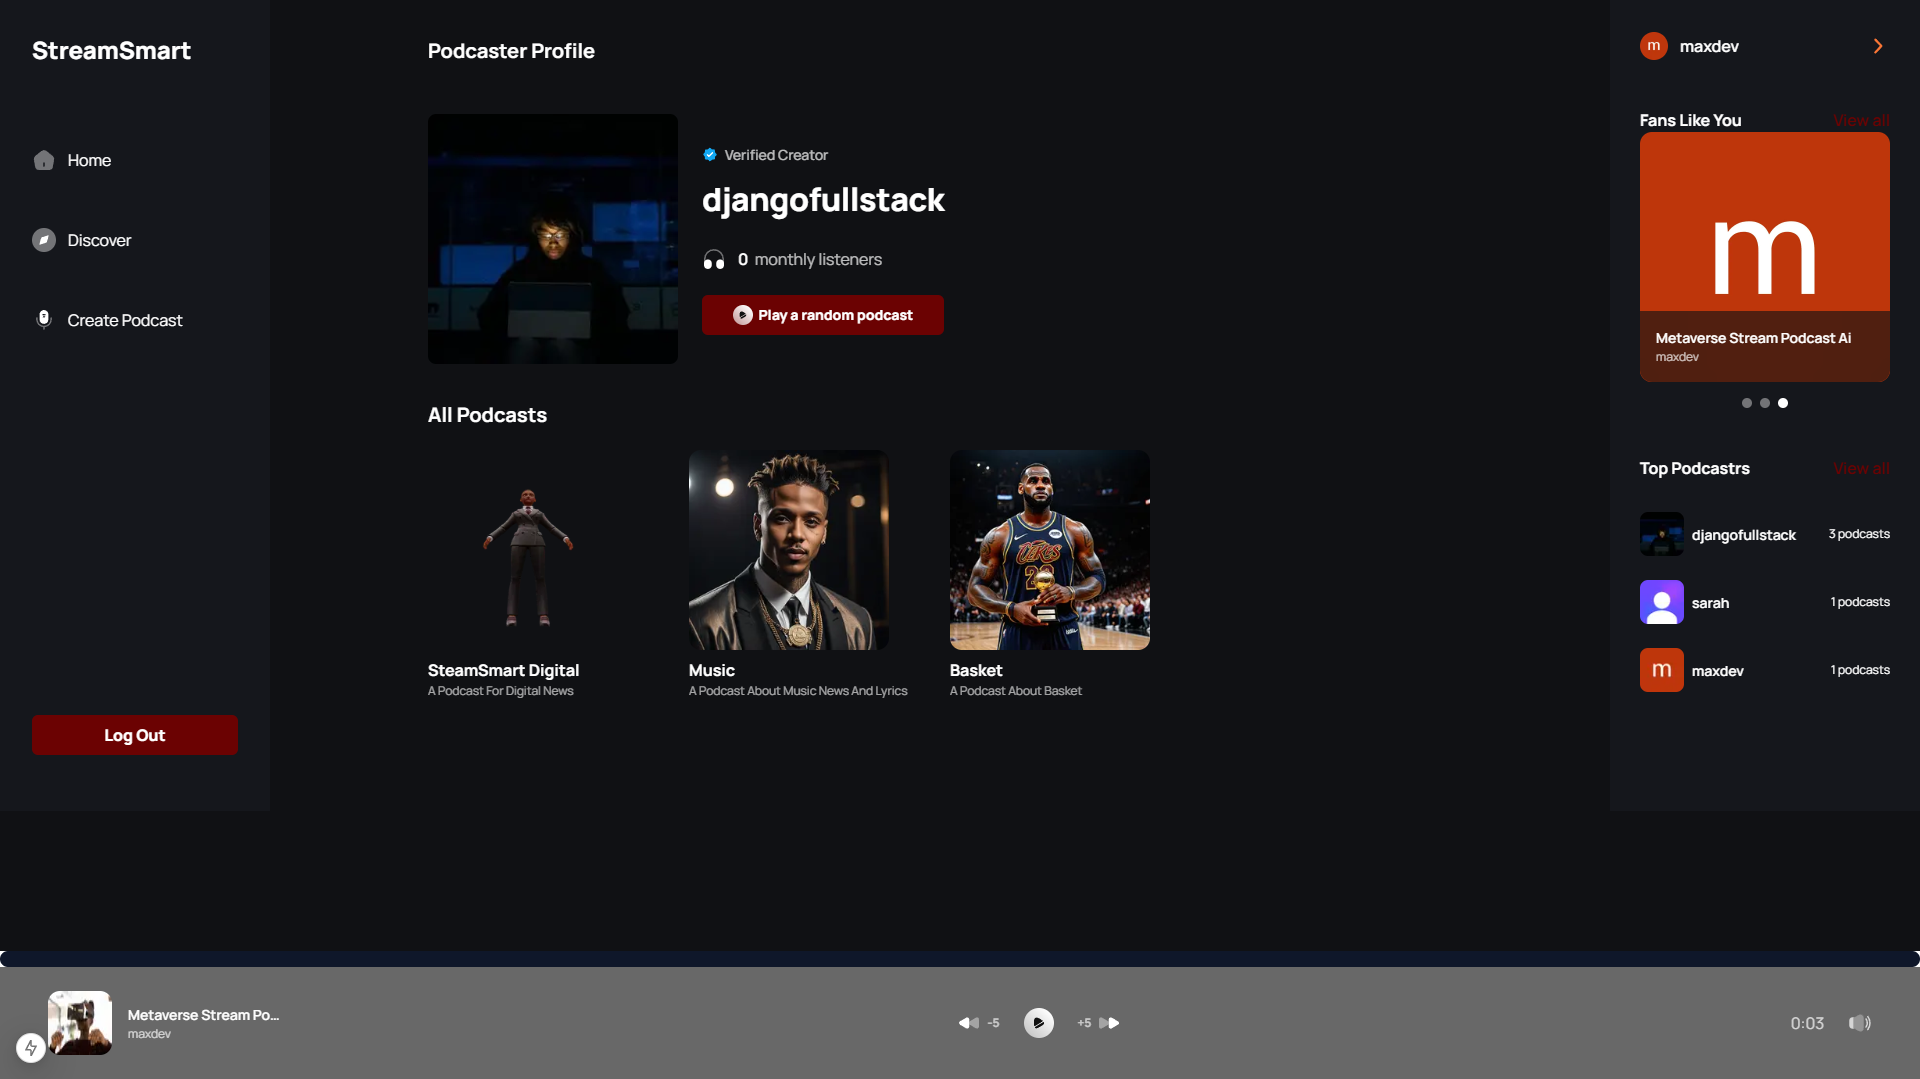 StreamSmart
Home
Discover
Create Podcast
Log Out
Podcaster Profile
Verified Creator
djangofullstack
0 monthly listeners
Play a random podcast
All Podcasts
SteamSmart Digital
A Podcast For Digital News
Music
A Podcast About Music News And Lyrics
Basket
A Podcast About Basket
m maxdev
Fans Like You View all
m
Metaverse Stream Podcast Ai
maxdev
Top Podcastrs View all
djangofullstack 3 podcasts
sarah 1 podcasts
m maxdev 1 podcasts
Metaverse Stream Po...
maxdev
-5 +5
0:03